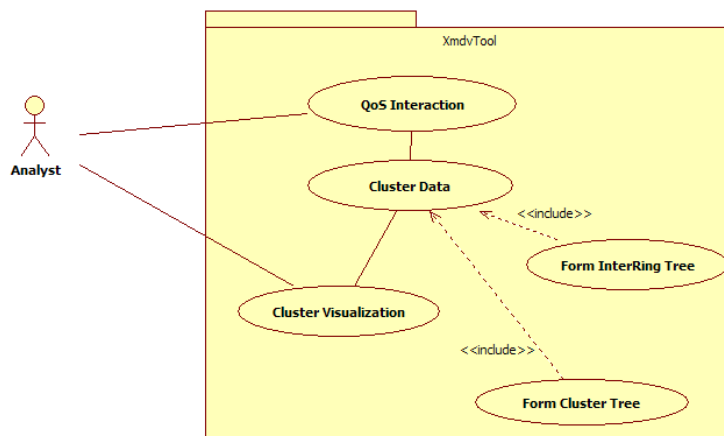 XmdvTool
QoS Interaction
Analyst
Cluster Data
<<include>>
Form InterRing Tree
Cluster Visualization
<<include>>
Form Cluster Tree